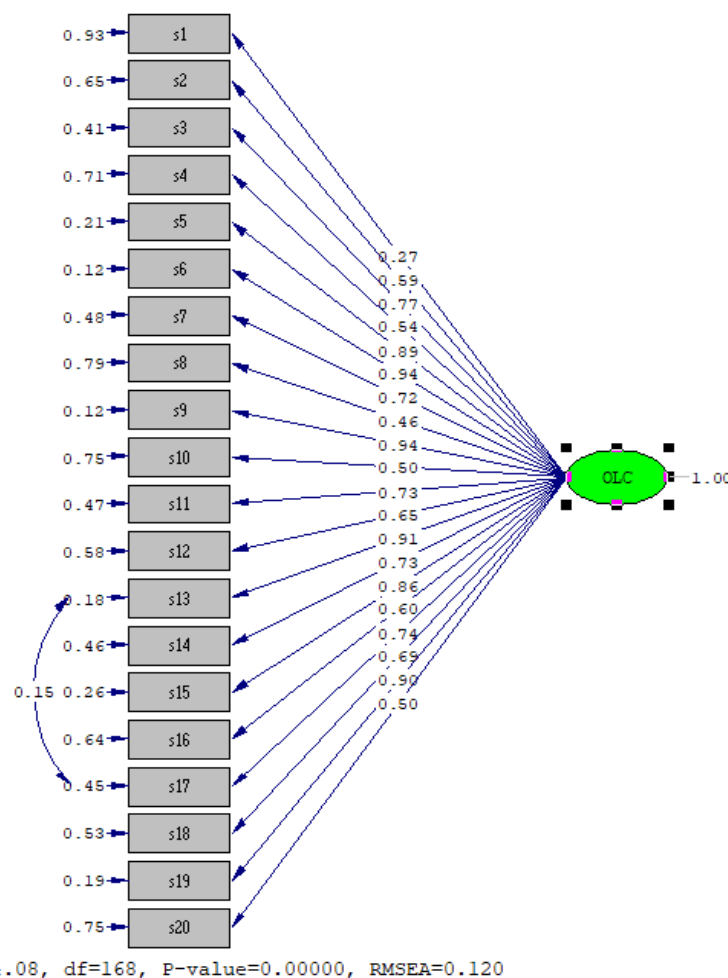 0.93 s1
0.65 s2
0.41 s3
0.71 s4
0.21 s5
0.27
0.12 s6
0.59
0.77
0.48 s7
0.54
0.89
0.79 s8
0.94
0.72
0.12 s9
0.46
0.94
0.75 s10
0.50
OLC 1.00
0.73
0.47 s11
0.65
0.91
0.58 s12
0.73
0.86
0.18 s13
0.60
0.74
0.46 s14
0.69
0.90
0.15 0.26 s15
0.50
0.64 s16
0.45 s17
0.53 s18
0.19 s19
0.75 s20
.08, df=168, P-value=0.00000, RMSEA=0.120